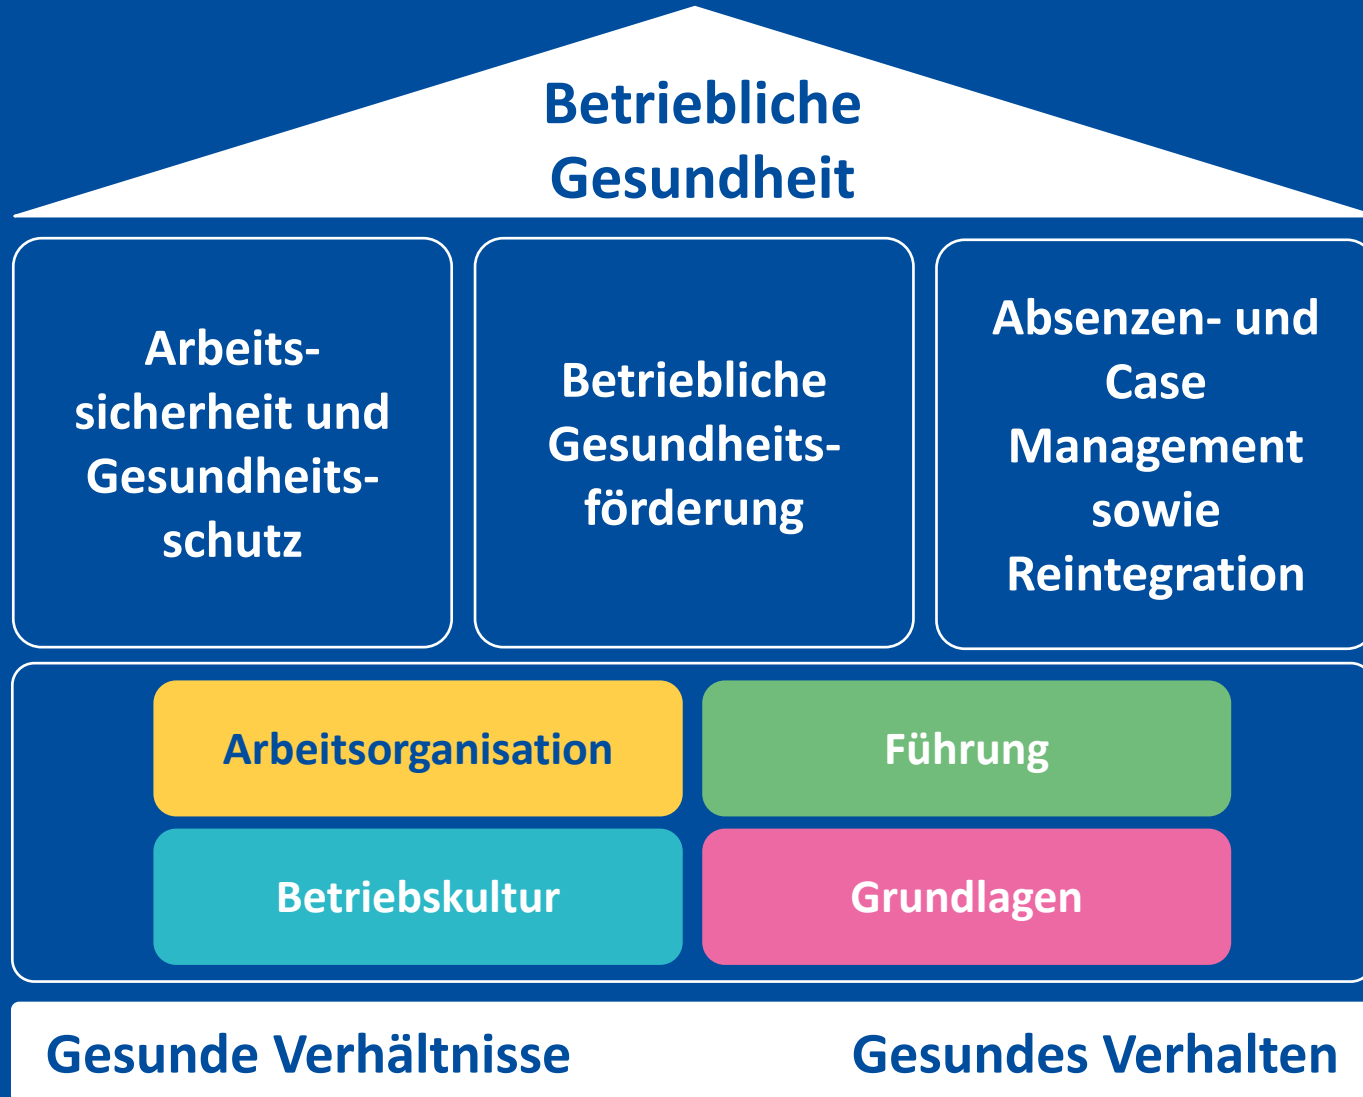 Betriebliche
Gesundheit
Arbeits-
sicherheit und
Gesundheits-
schutz
Betriebliche
Gesundheits-
förderung
Absenzen- und
Case
Management
sowie
Reintegration
Arbeitsorganisation
Führung
Betriebskultur
Grundlagen
Gesunde Verhältnisse
Gesundes Verhalten